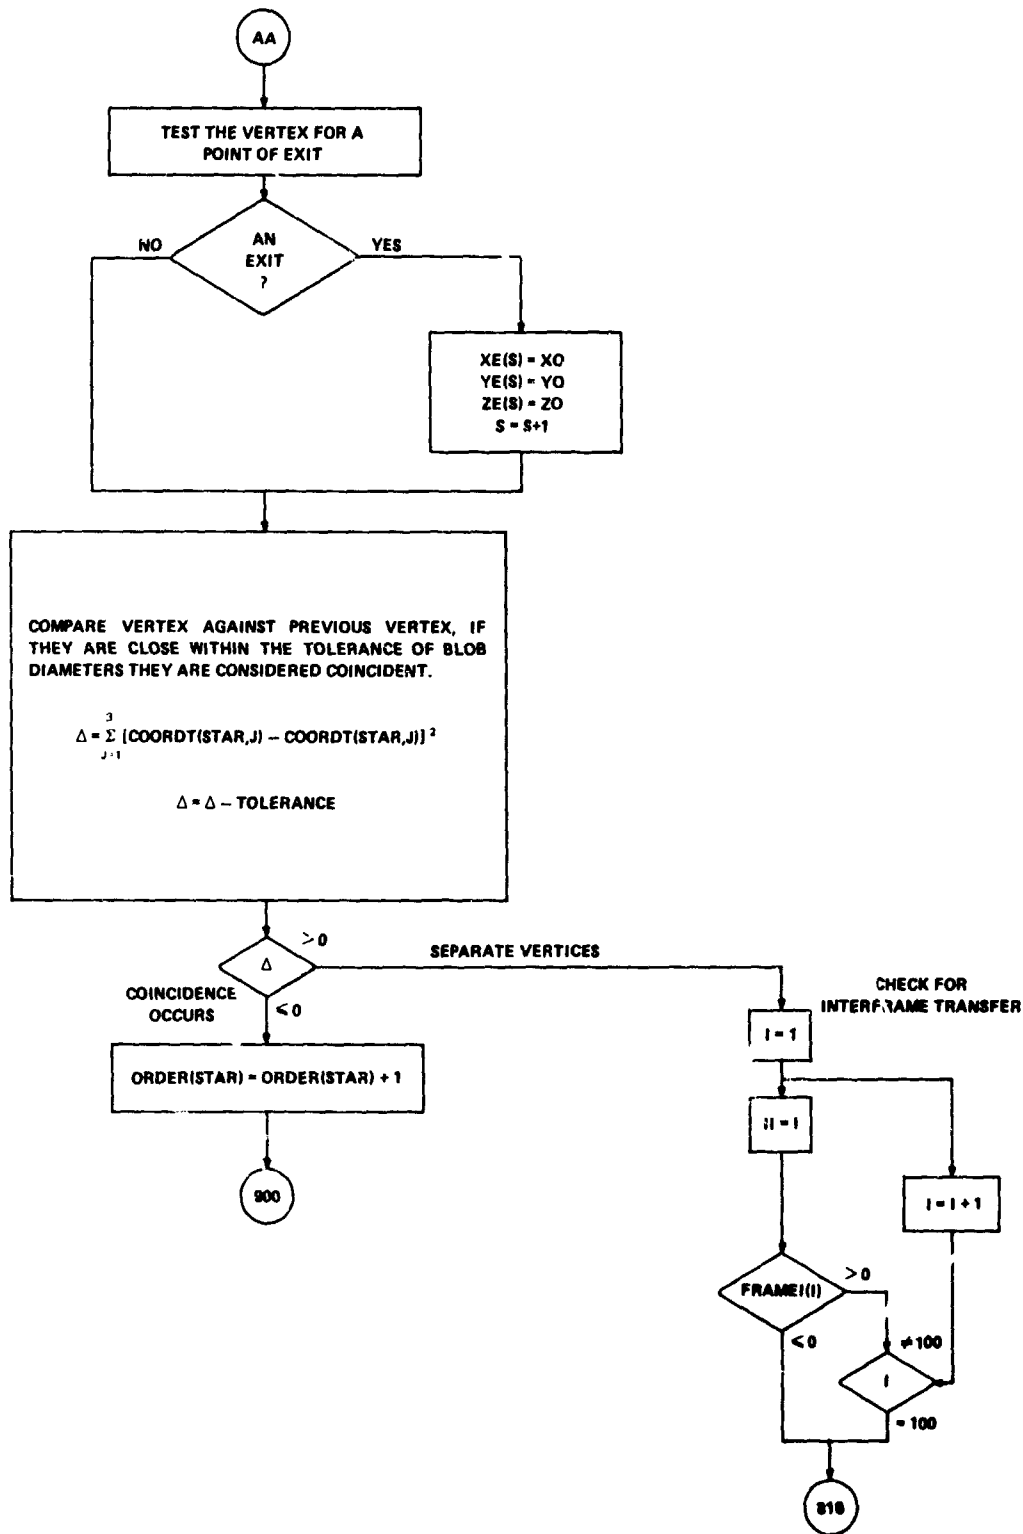 AA
TEST THE VERTEX FOR A
POINT OF EXIT
NO
AN
EXIT
?
YES
XE(S) = XO
YE(S) = YO
ZE(S) = ZO
S = S+1
COMPARE VERTEX AGAINST PREVIOUS VERTEX, IF
THEY ARE CLOSE WITHIN THE TOLERANCE OF BLOB
DIAMETERS THEY ARE CONSIDERED COINCIDENT.
3
Δ = Σ [COORDT(STAR,J) – COORDT(STAR,J)] ²
J=1
Δ = Δ – TOLERANCE
> 0
Δ
SEPARATE VERTICES
COINCIDENCE
OCCURS
≤ 0
CHECK FOR
INTERFRAME TRANSFER
I = 1
ORDER(STAR) = ORDER(STAR) + 1
II = I
900
I = I + 1
> 0
FRAMEI(I)
≤ 0
≠ 100
I
= 100